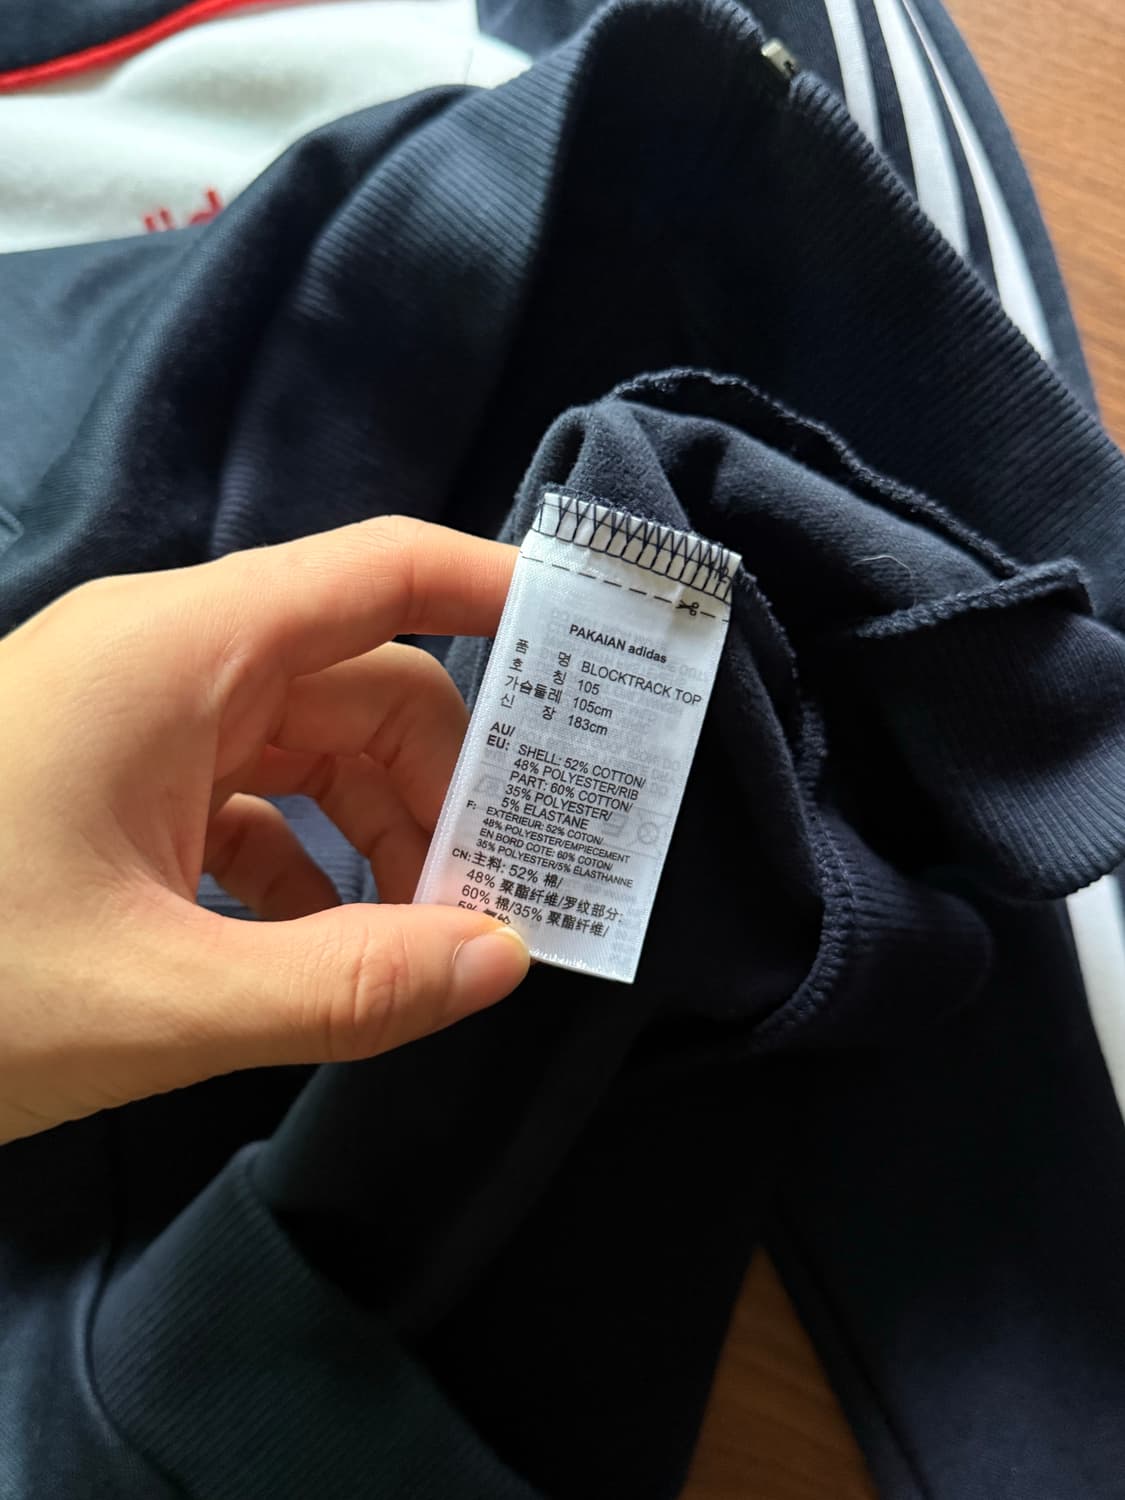 PAKAIAN adidas
품 명 BLOCKTRACK TOP
호 칭 105
가슴둘레 105cm
신 장 183cm
AU/
EU: SHELL: 52% COTTON/
48% POLYESTER/RIB
PART: 60% COTTON/
35% POLYESTER/
5% ELASTANE
F: EXTÉRIEUR: 52% COTON/
48% POLYESTER/EMPIECEMENT
EN BORD COTE: 60% COTON/
35% POLYESTER/5% ELASTHANNE
CN: 主料: 52% 棉/
48% 聚酯纤维/罗纹部分:
60% 棉/35% 聚酯纤维/
5%